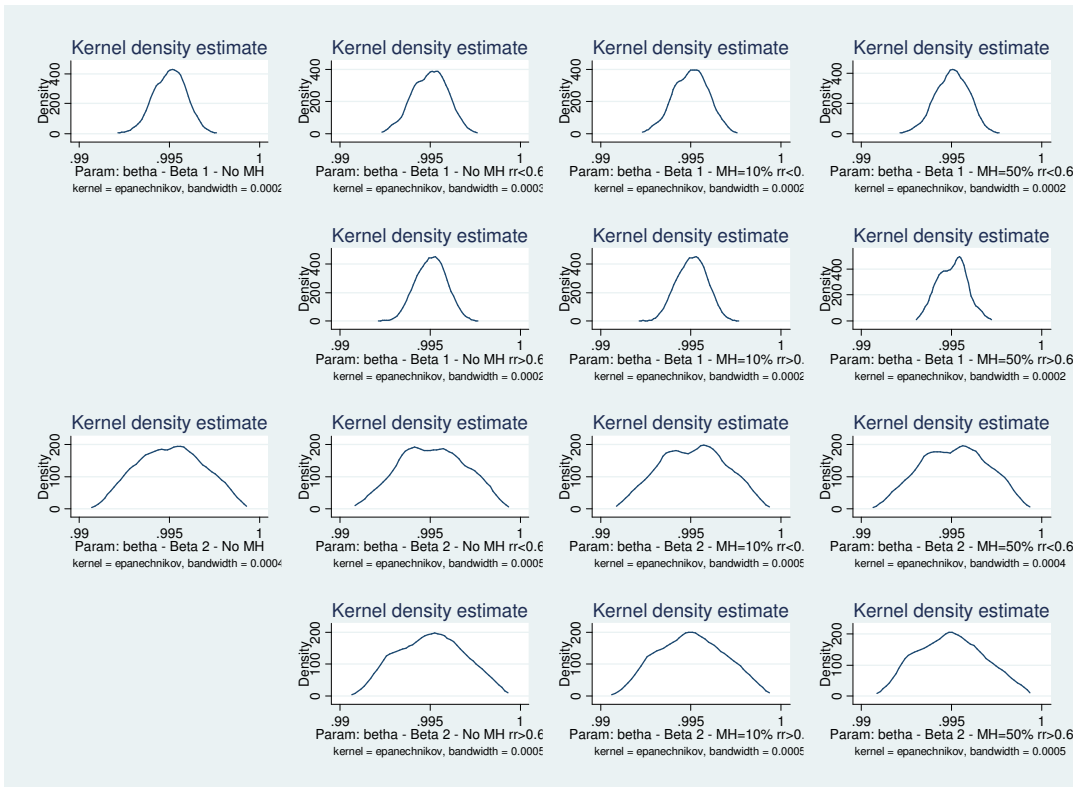 Kernel density estimate
Density
0 200 400
.99 .995 1
Param: betha - Beta 1 - No MH
kernel = epanechnikov, bandwidth = 0.0002
Kernel density estimate
Density
0 200 400
.99 .995 1
Param: betha - Beta 1 - No MH rr<0.6
kernel = epanechnikov, bandwidth = 0.0003
Kernel density estimate
Density
0 200 400
.99 .995 1
Param: betha - Beta 1 - MH=10% rr<0.
kernel = epanechnikov, bandwidth = 0.0002
Kernel density estimate
Density
0 200 400
.99 .995 1
Param: betha - Beta 1 - MH=50% rr<0.6
kernel = epanechnikov, bandwidth = 0.0002
Kernel density estimate
Density
0 200 400
.99 .995 1
Param: betha - Beta 1 - No MH rr>0.6
kernel = epanechnikov, bandwidth = 0.0002
Kernel density estimate
Density
0 200 400
.99 .995 1
Param: betha - Beta 1 - MH=10% rr>0.
kernel = epanechnikov, bandwidth = 0.0002
Kernel density estimate
Density
0 200 400
.99 .995 1
Param: betha - Beta 1 - MH=50% rr>0.6
kernel = epanechnikov, bandwidth = 0.0002
Kernel density estimate
Density
0 100 200
.99 .995 1
Param: betha - Beta 2 - No MH
kernel = epanechnikov, bandwidth = 0.0004
Kernel density estimate
Density
0 100 200
.99 .995 1
Param: betha - Beta 2 - No MH rr<0.6
kernel = epanechnikov, bandwidth = 0.0005
Kernel density estimate
Density
0 100 200
.99 .995 1
Param: betha - Beta 2 - MH=10% rr<0.
kernel = epanechnikov, bandwidth = 0.0005
Kernel density estimate
Density
0 100 200
.99 .995 1
Param: betha - Beta 2 - MH=50% rr<0.6
kernel = epanechnikov, bandwidth = 0.0004
Kernel density estimate
Density
0 100 200
.99 .995 1
Param: betha - Beta 2 - No MH rr>0.6
kernel = epanechnikov, bandwidth = 0.0005
Kernel density estimate
Density
0 100 200
.99 .995 1
Param: betha - Beta 2 - MH=10% rr>0.
kernel = epanechnikov, bandwidth = 0.0005
Kernel density estimate
Density
0 100 200
.99 .995 1
Param: betha - Beta 2 - MH=50% rr>0.6
kernel = epanechnikov, bandwidth = 0.0005